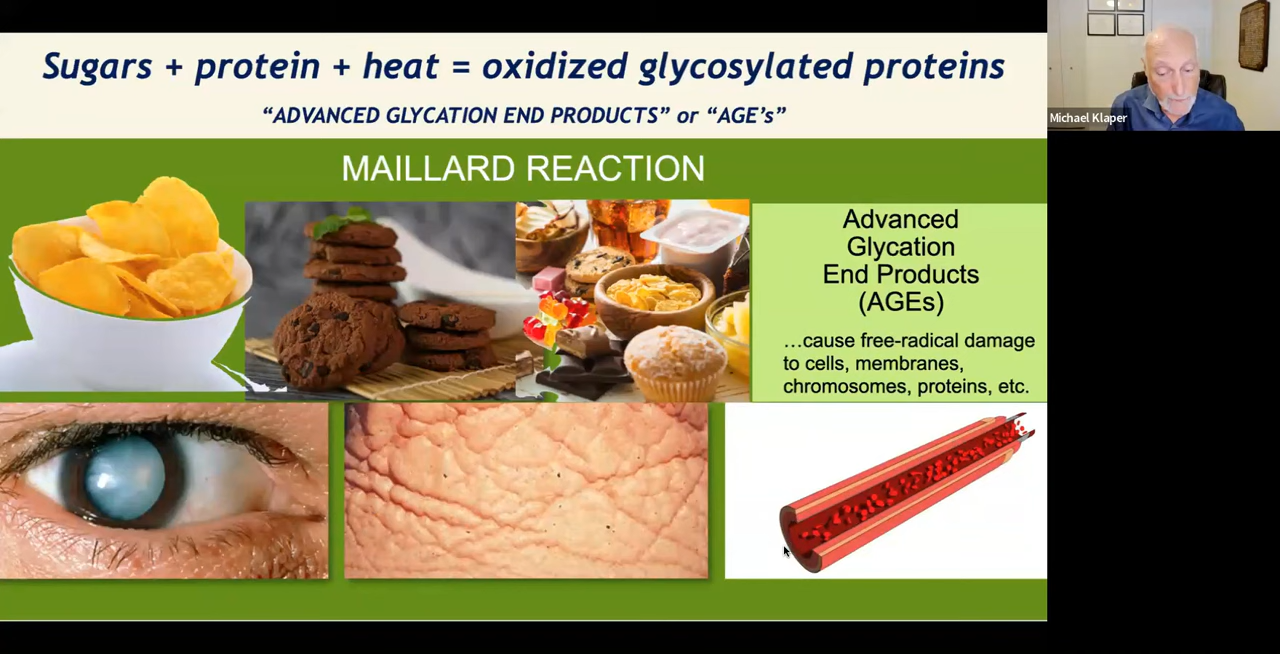 Sugars + protein + heat = oxidized glycosylated proteins
“ADVANCED GLYCATION END PRODUCTS” or “AGE’s”
MAILLARD REACTION
Advanced
Glycation
End Products
(AGEs)
…cause free-radical damage
to cells, membranes,
chromosomes, proteins, etc.
Michael Klaper